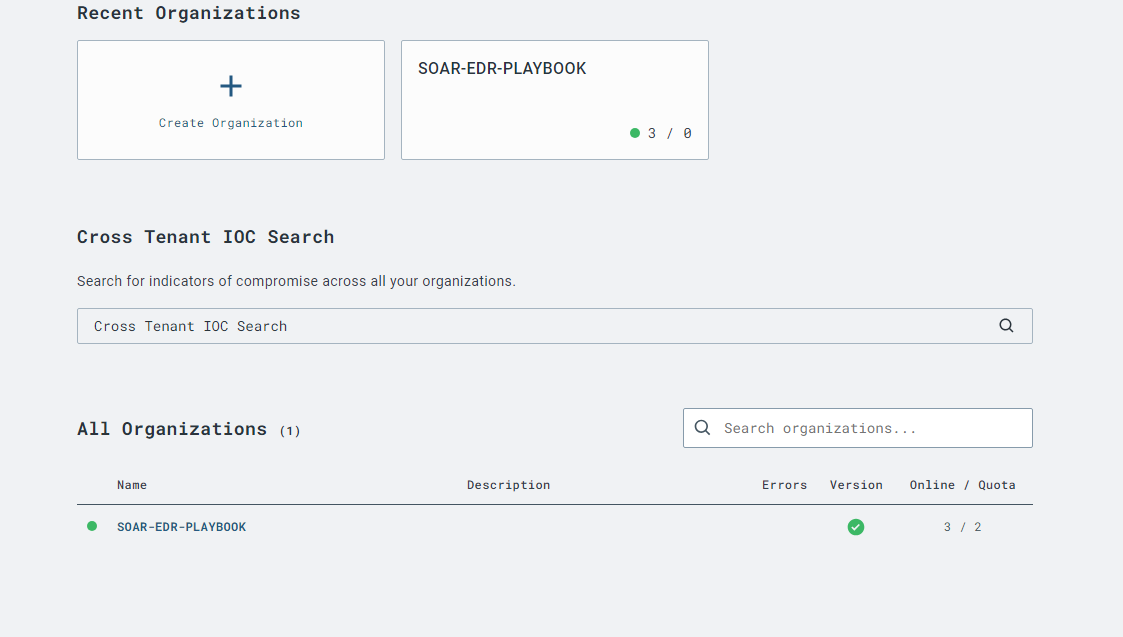 Recent Organizations
Create Organization
SOAR-EDR-PLAYBOOK
3 / 0
Cross Tenant IOC Search
Search for indicators of compromise across all your organizations.
Cross Tenant IOC Search
All Organizations (1)
Search organizations...
Name Description Errors Version Online / Quota
SOAR-EDR-PLAYBOOK 3 / 2